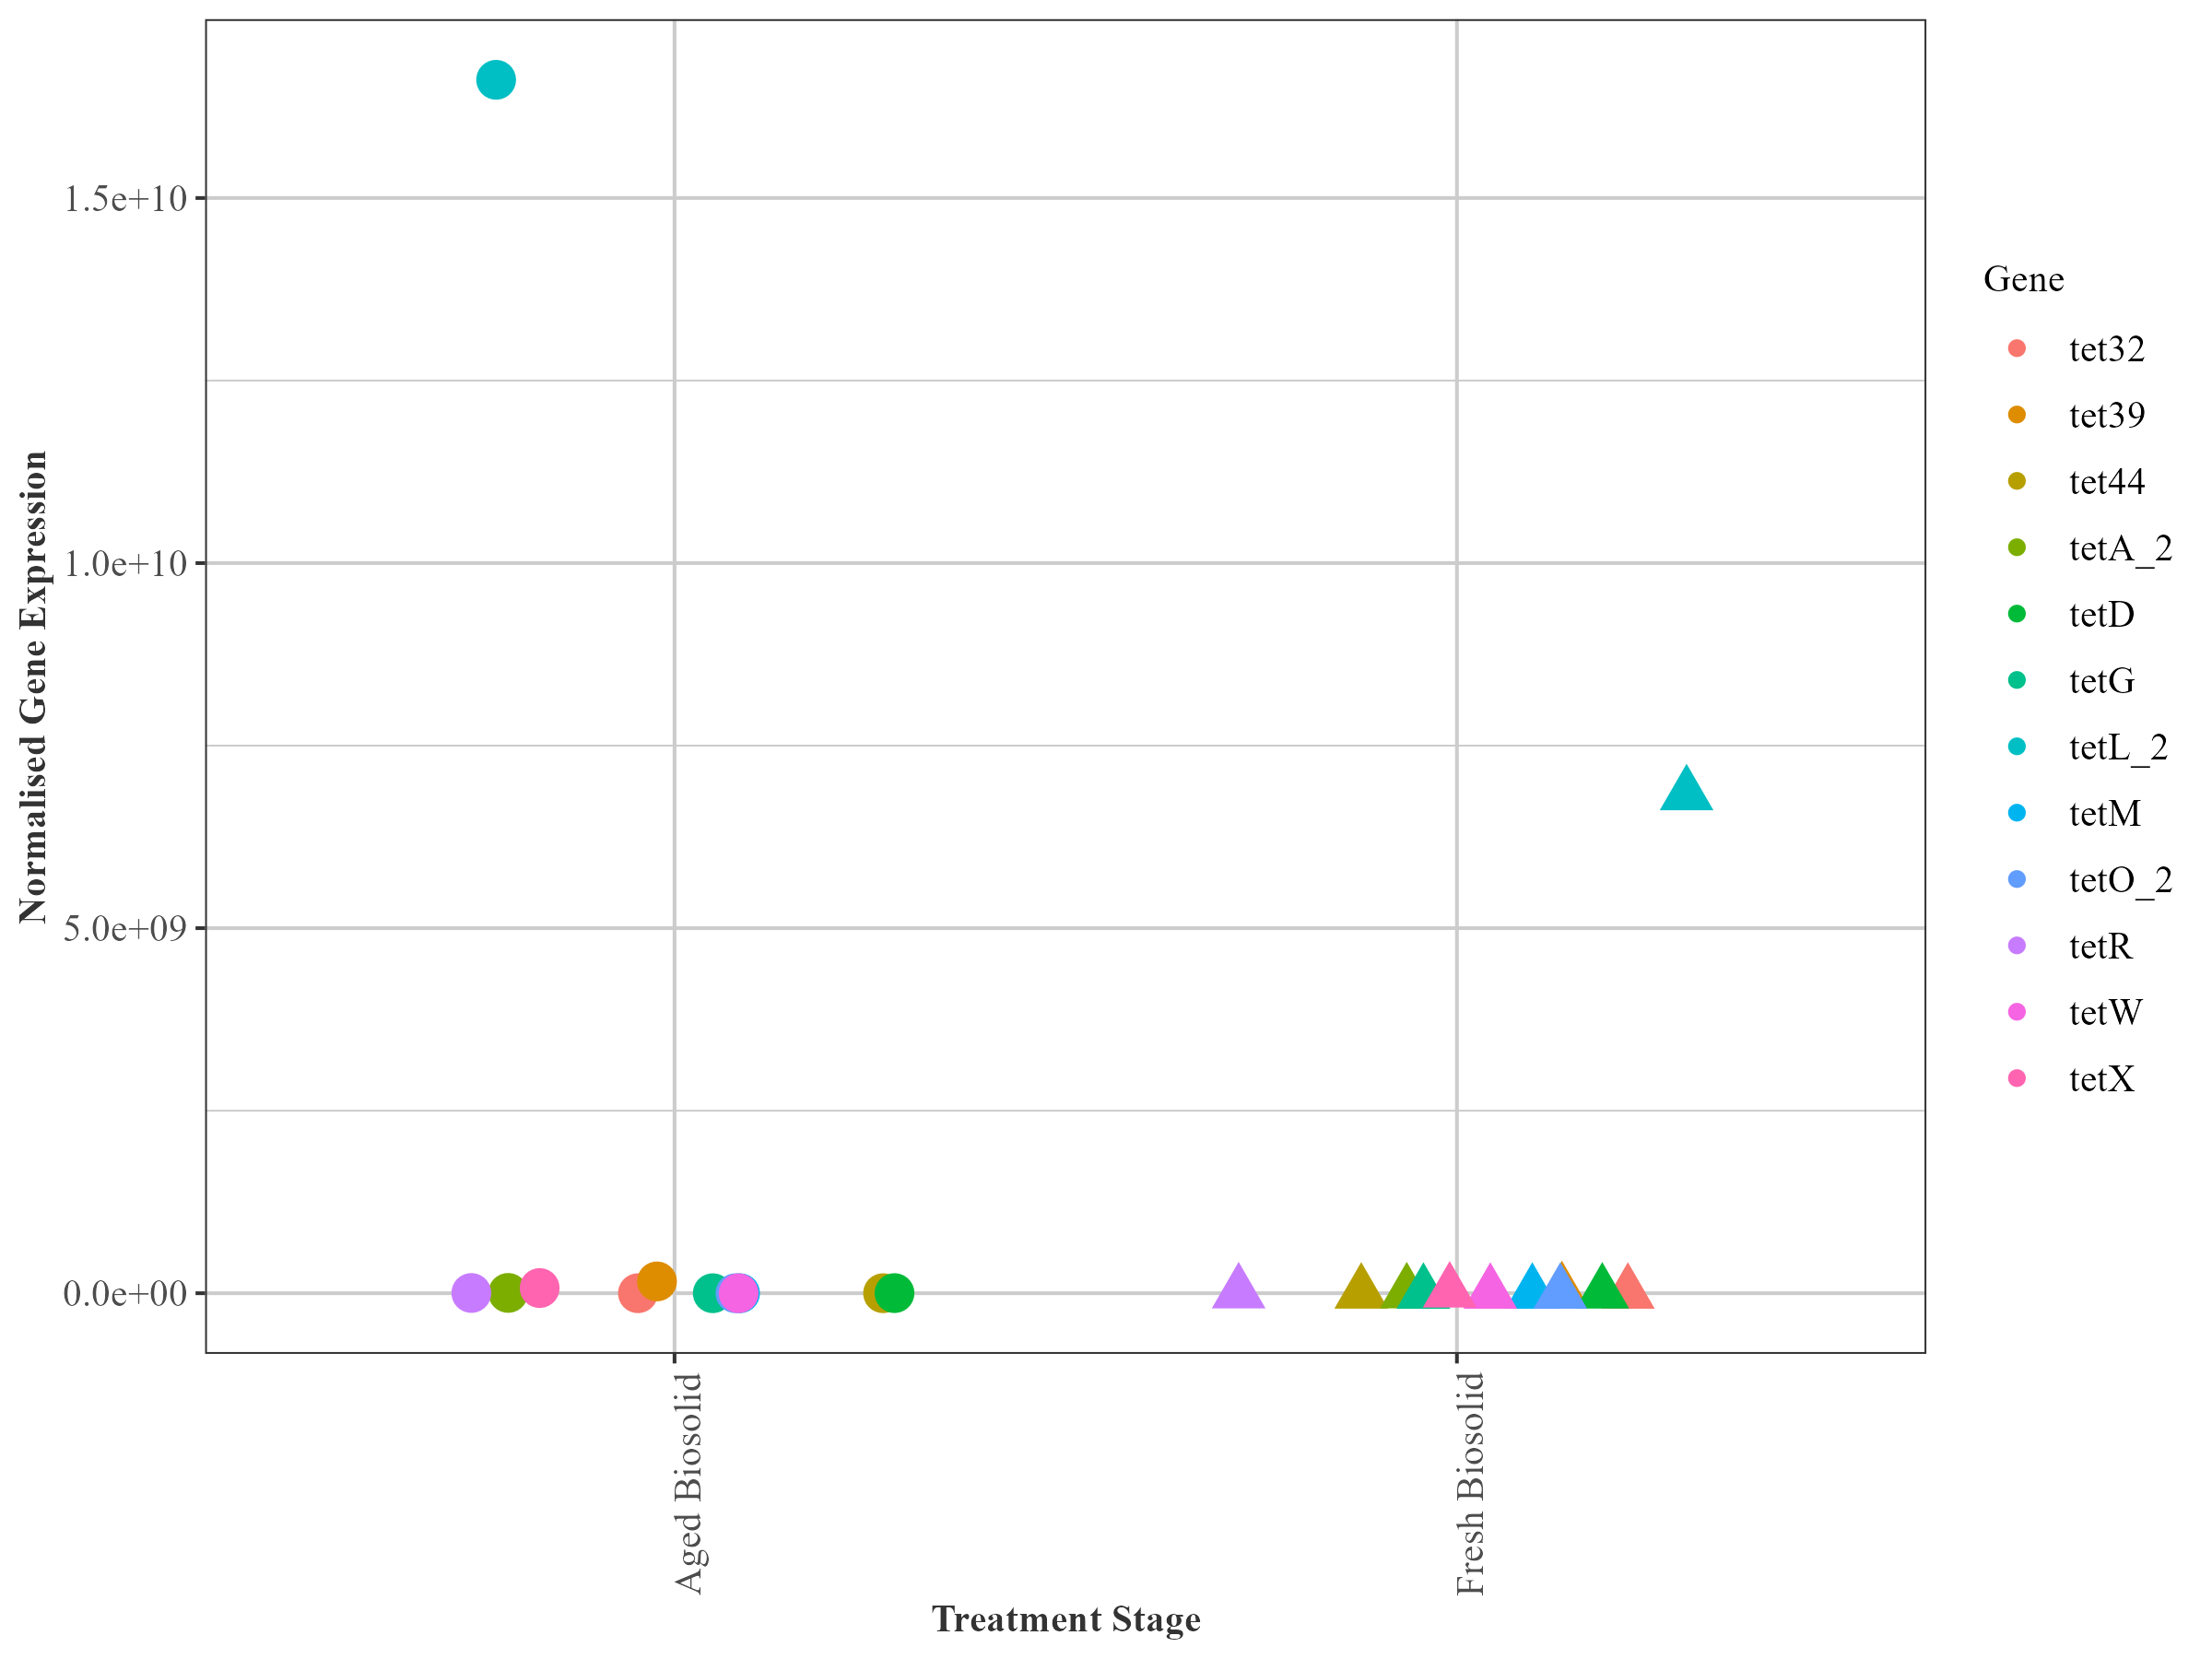 1.5e+10
1.0e+10
5.0e+09
0.0e+00
Normalised Gene Expression
Aged Biosolid
Fresh Biosolid
Treatment Stage
Gene
tet32
tet39
tet44
tetA_2
tetD
tetG
tetL_2
tetM
tetO_2
tetR
tetW
tetX